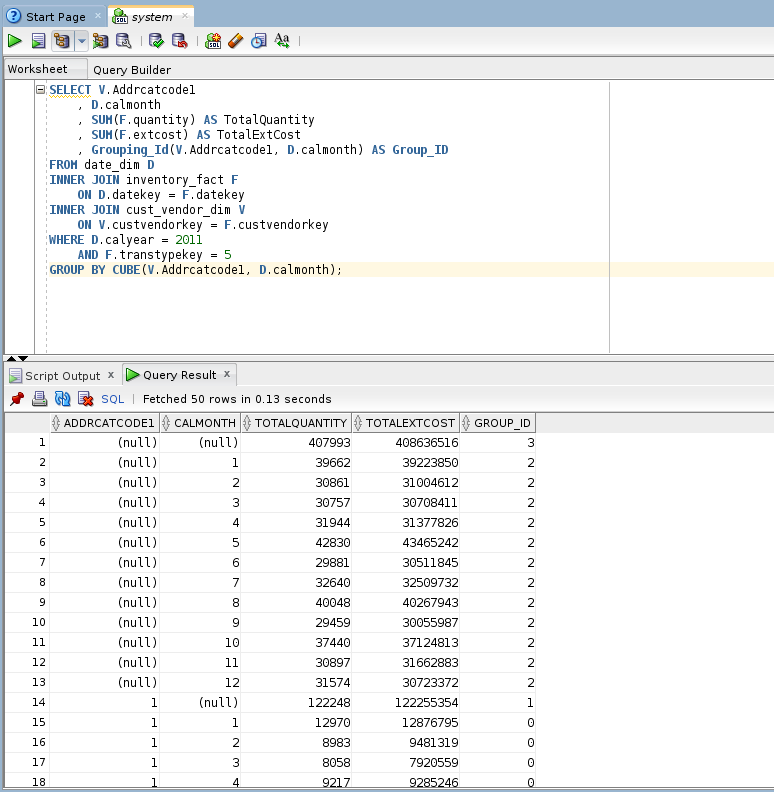 Start Page × system ×
Worksheet Query Builder
SELECT V.Addrcatcode1
, D.calmonth
, SUM(F.quantity) AS TotalQuantity
, SUM(F.extcost) AS TotalExtCost
, Grouping_Id(V.Addrcatcode1, D.calmonth) AS Group_ID
FROM date_dim D
INNER JOIN inventory_fact F
ON D.datekey = F.datekey
INNER JOIN cust_vendor_dim V
ON V.custvendorkey = F.custvendorkey
WHERE D.calyear = 2011
AND F.transtypekey = 5
GROUP BY CUBE(V.Addrcatcode1, D.calmonth);
Script Output x Query Result x
SQL | Fetched 50 rows in 0.13 seconds
ADDRCATCODE1 CALMONTH TOTALQUANTITY TOTALEXTCOST GROUP_ID
1 (null) (null) 407993 408636516 3
2 (null) 1 39662 39223850 2
3 (null) 2 30861 31004612 2
4 (null) 3 30757 30708411 2
5 (null) 4 31944 31377826 2
6 (null) 5 42830 43465242 2
7 (null) 6 29881 30511845 2
8 (null) 7 32640 32509732 2
9 (null) 8 40048 40267943 2
10 (null) 9 29459 30055987 2
11 (null) 10 37440 37124813 2
12 (null) 11 30897 31662883 2
13 (null) 12 31574 30723372 2
14 1 (null) 122248 122255354 1
15 1 1 12970 12876795 0
16 1 2 8983 9481319 0
17 1 3 8058 7920559 0
18 1 4 9217 9285246 0